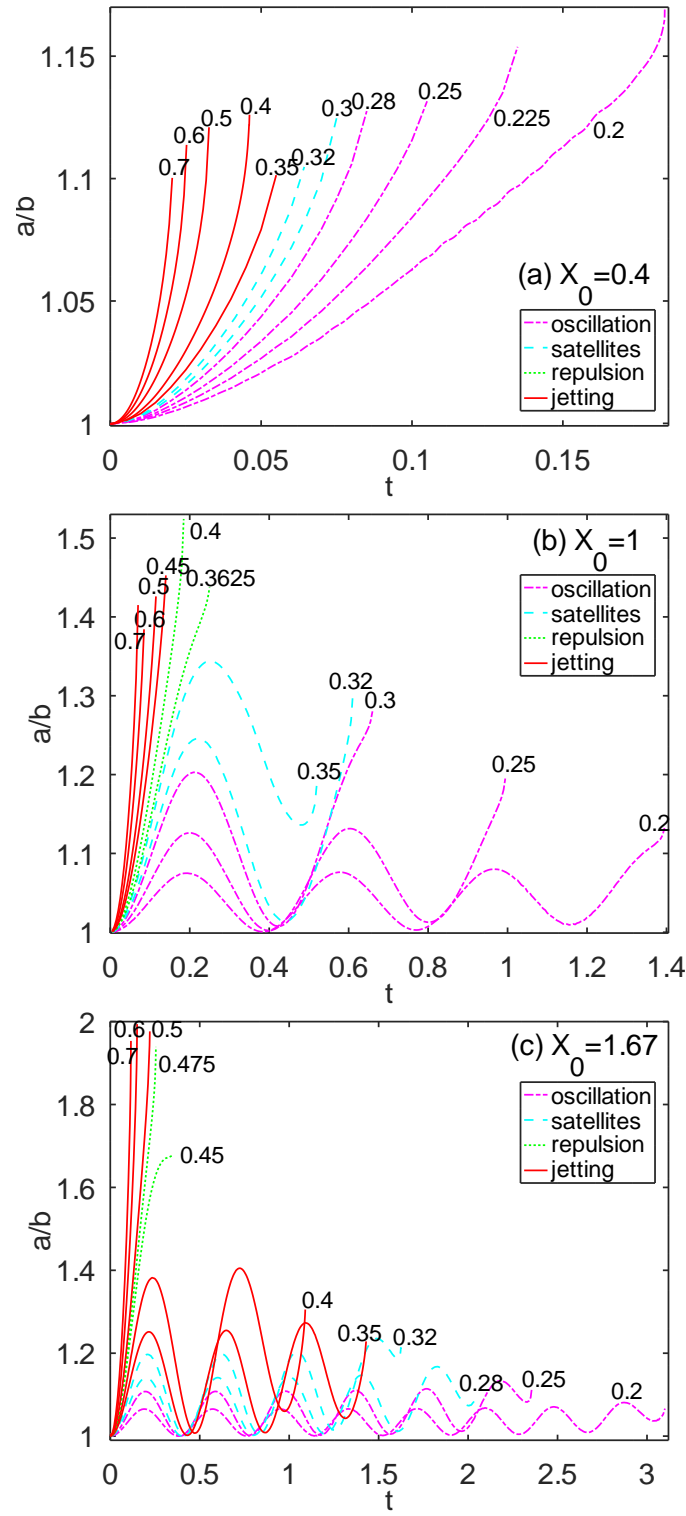 1.15
1.1
1.05
1
a/b
0.7
0.6
0.5
0.4
0.35
0.3
0.32
0.28
0.25
0.225
0.2
(a) X0=0.4
oscillation
satellites
repulsion
jetting
0 0.05 0.1 0.15
t
1.5
1.4
1.3
1.2
1.1
1
a/b
0.4
0.45
0.3625
0.5
0.6
0.7
0.32
0.3
0.35
0.25
0.2
(b) X0=1
oscillation
satellites
repulsion
jetting
0 0.2 0.4 0.6 0.8 1 1.2 1.4
t
2
1.8
1.6
1.4
1.2
1
a/b
0.6
0.5
0.7
0.475
0.45
0.4
0.35
0.32
0.28
0.25
0.2
(c) X0=1.67
oscillation
satellites
repulsion
jetting
0 0.5 1 1.5 2 2.5 3
t